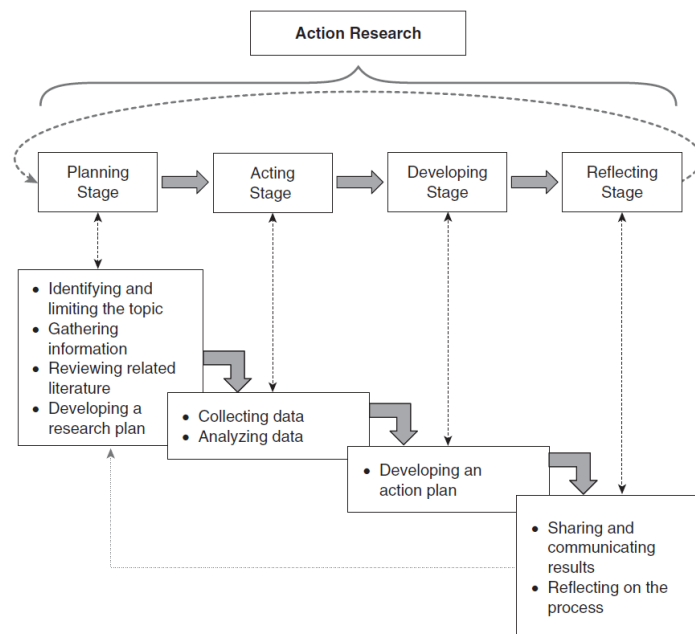 Action Research
Planning
Stage
Acting
Stage
Developing
Stage
Reflecting
Stage
• Identifying and
limiting the topic
• Gathering
information
• Reviewing related
literature
• Developing a
research plan
• Collecting data
• Analyzing data
• Developing an
action plan
• Sharing and
communicating
results
• Reflecting on the
process